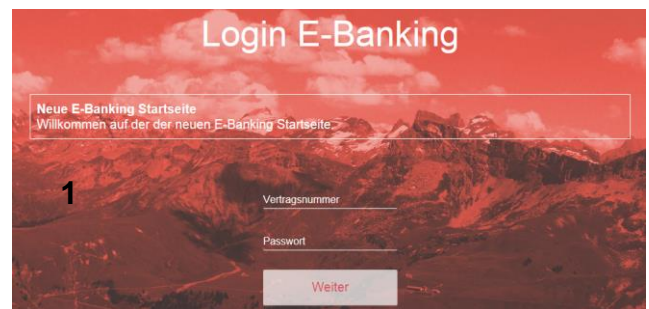 Login E-Banking
Neue E-Banking Startseite
Willkommen auf der der neuen E-Banking Startseite.
1
Vertragsnummer
Passwort
Weiter